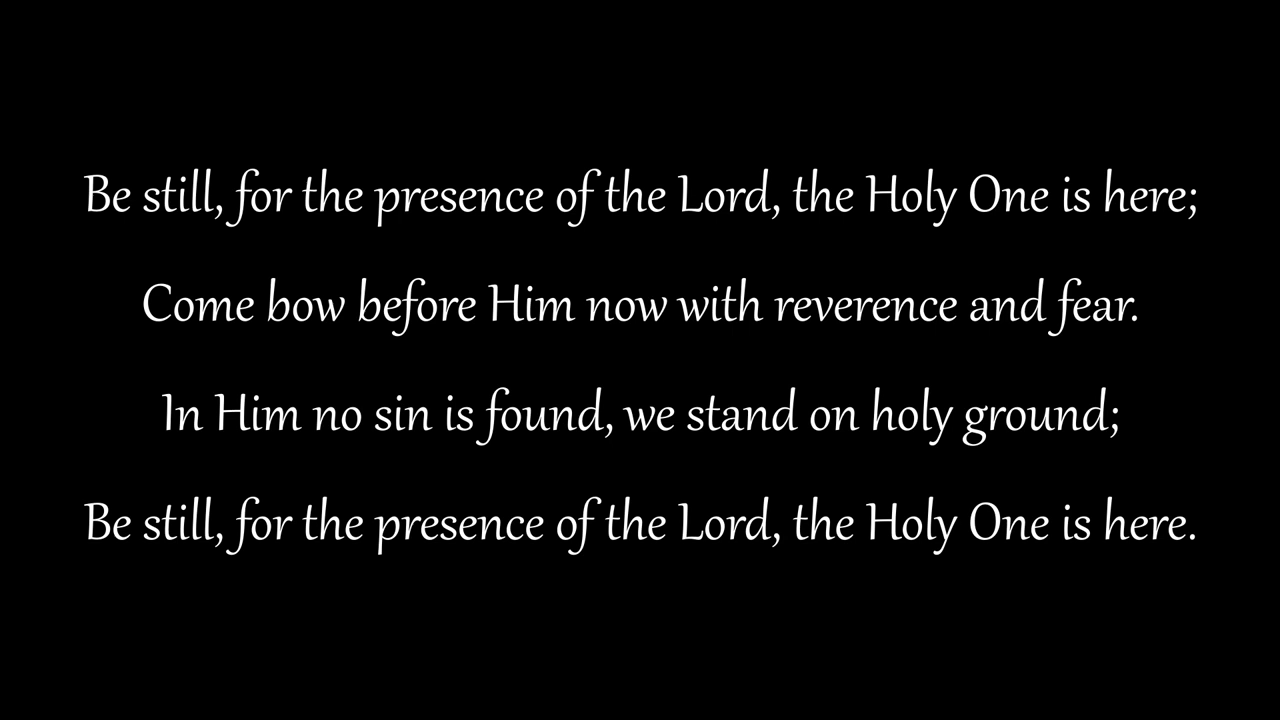 Be still, for the presence of the Lord, the Holy One is here;
Come bow before Him now with reverence and fear.
In Him no sin is found, we stand on holy ground;
Be still, for the presence of the Lord, the Holy One is here.